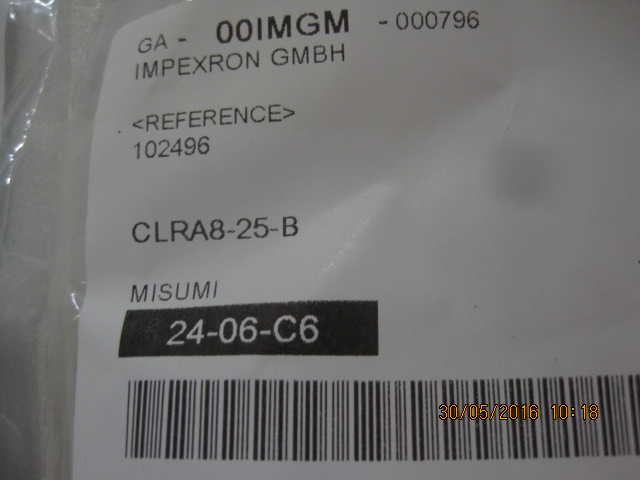 GA - 00IMGM - 000796
IMPEXRON GMBH
<REFERENCE>
102496
CLRA8-25-B
MISUMI
24-06-C6
30/05/2016 10:18